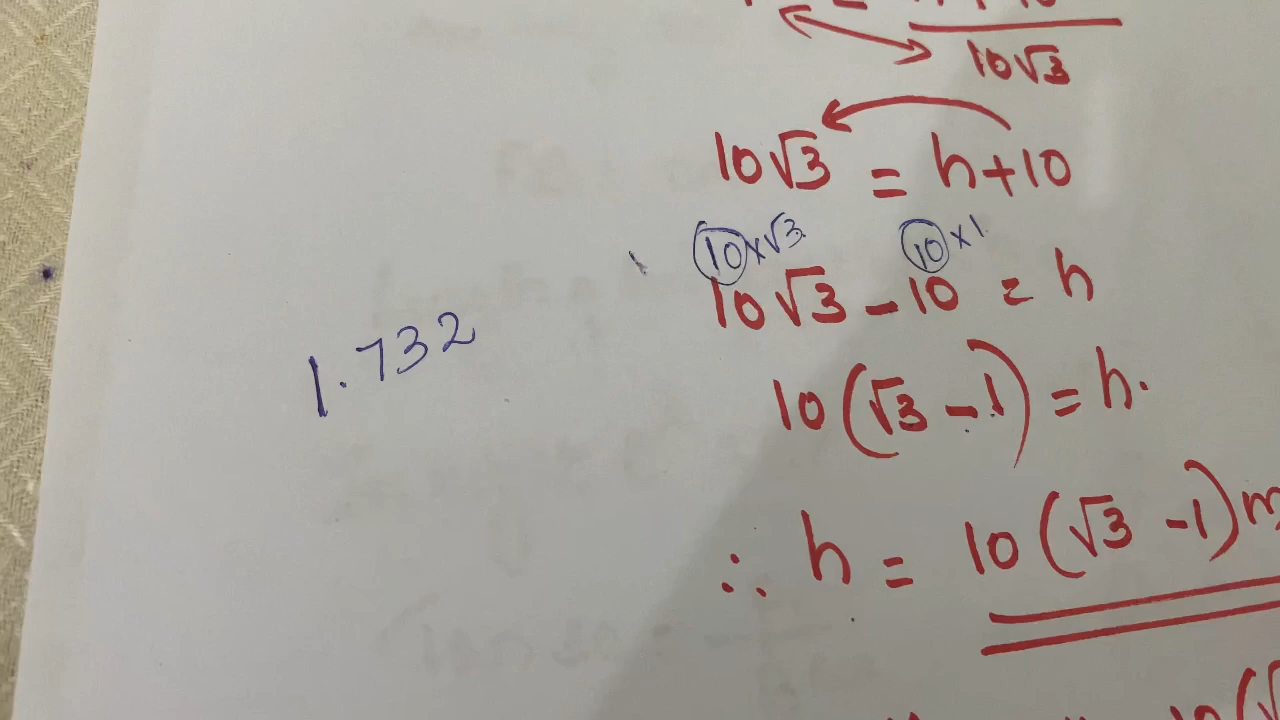 10√3
10√3 = h+10
10×√3 10×1
10√3 - 10 = h
1.732
10(√3 - 1) = h.
∴ h = 10(√3 - 1)m